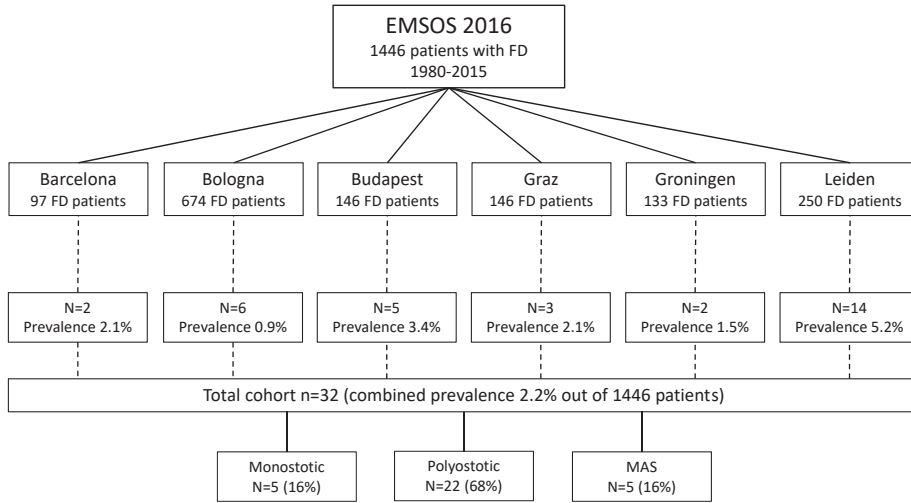 EMSOS 2016
1446 patients with FD
1980-2015
Barcelona
97 FD patients
Bologna
674 FD patients
Budapest
146 FD patients
Graz
146 FD patients
Groningen
133 FD patients
Leiden
250 FD patients
N=2
Prevalence 2.1%
N=6
Prevalence 0.9%
N=5
Prevalence 3.4%
N=3
Prevalence 2.1%
N=2
Prevalence 1.5%
N=14
Prevalence 5.2%
Total cohort n=32 (combined prevalence 2.2% out of 1446 patients)
Monostotic
N=5 (16%)
Polyostotic
N=22 (68%)
MAS
N=5 (16%)